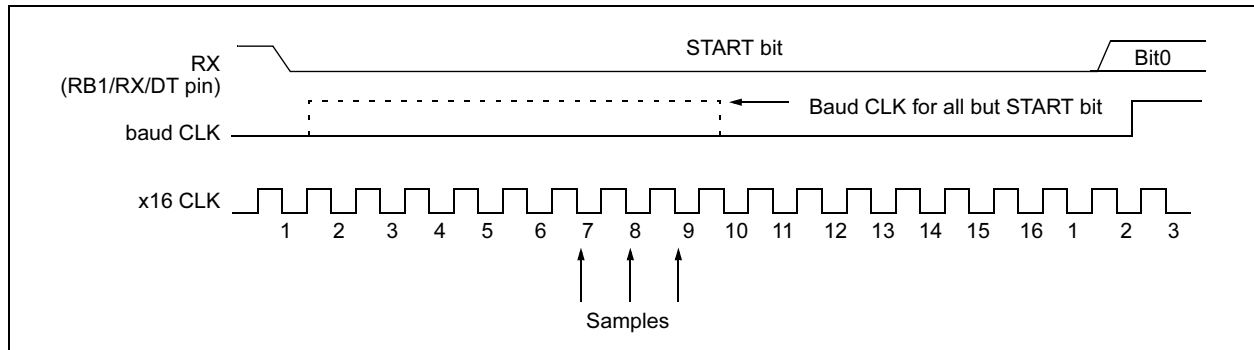 START bit
RX
(RB1/RX/DT pin)
Bit0
Baud CLK for all but START bit
baud CLK
x16 CLK
1 2 3 4 5 6 7 8 9 10 11 12 13 14 15 16 1 2 3
Samples